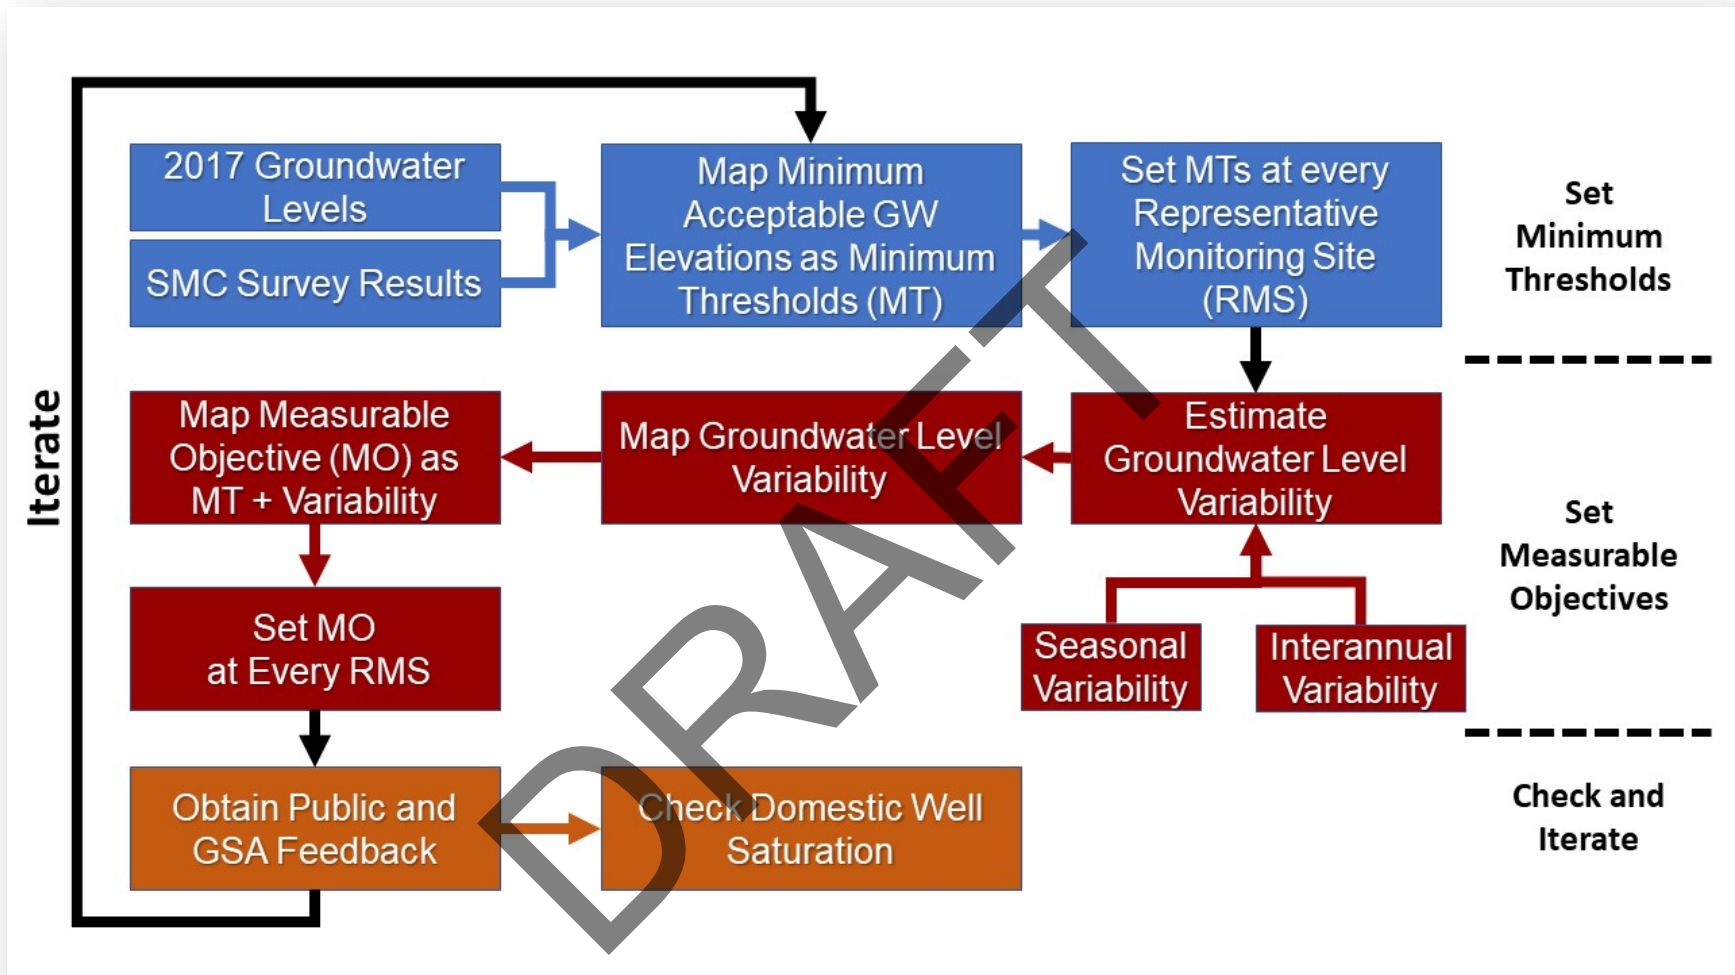 2017 Groundwater
Levels
SMC Survey Results
Map Minimum
Acceptable GW
Elevations as Minimum
Thresholds (MT)
Set MTs at every
Representative
Monitoring Site
(RMS)
Set
Minimum
Thresholds
Iterate
Map Measurable
Objective (MO) as
MT + Variability
Map Groundwater Level
Variability
Estimate
Groundwater Level
Variability
Set MO
at Every RMS
Seasonal
Variability
Interannual
Variability
Set
Measurable
Objectives
Obtain Public and
GSA Feedback
Check Domestic Well
Saturation
Check and
Iterate
DRAFT